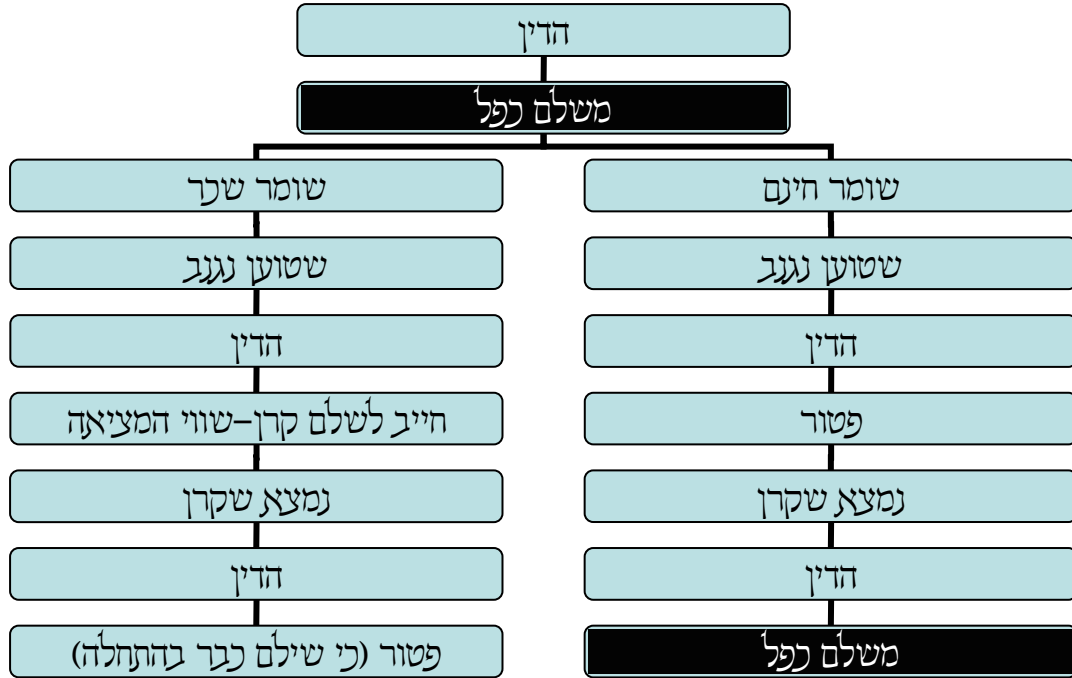 הדין
משלם כפל
שומר חינם
שטוען נגנב
הדין
פטור
נמצא שקרן
הדין
משלם כפל
שומר שכר
שטוען נגנב
הדין
חייב לשלם קרן–שווי המציאה
נמצא שקרן
הדין
פטור (כי שילם כבר בהתחלה)